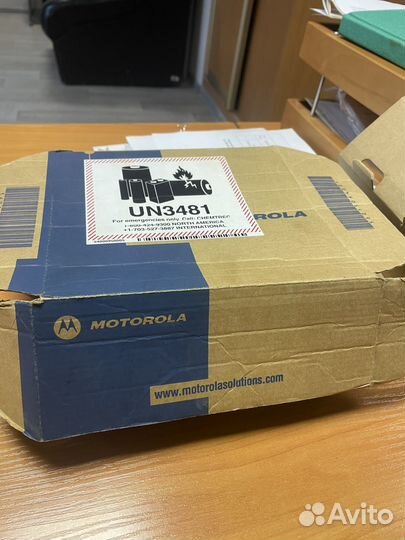 UN3481
For emergencies only, Call: CHEMTREC
1-800-424-9300 NORTH AMERICA
+1-703-527-3887 INTERNATIONAL
OROLA
MOTOROLA
www.motorolasolutions.com
Avito